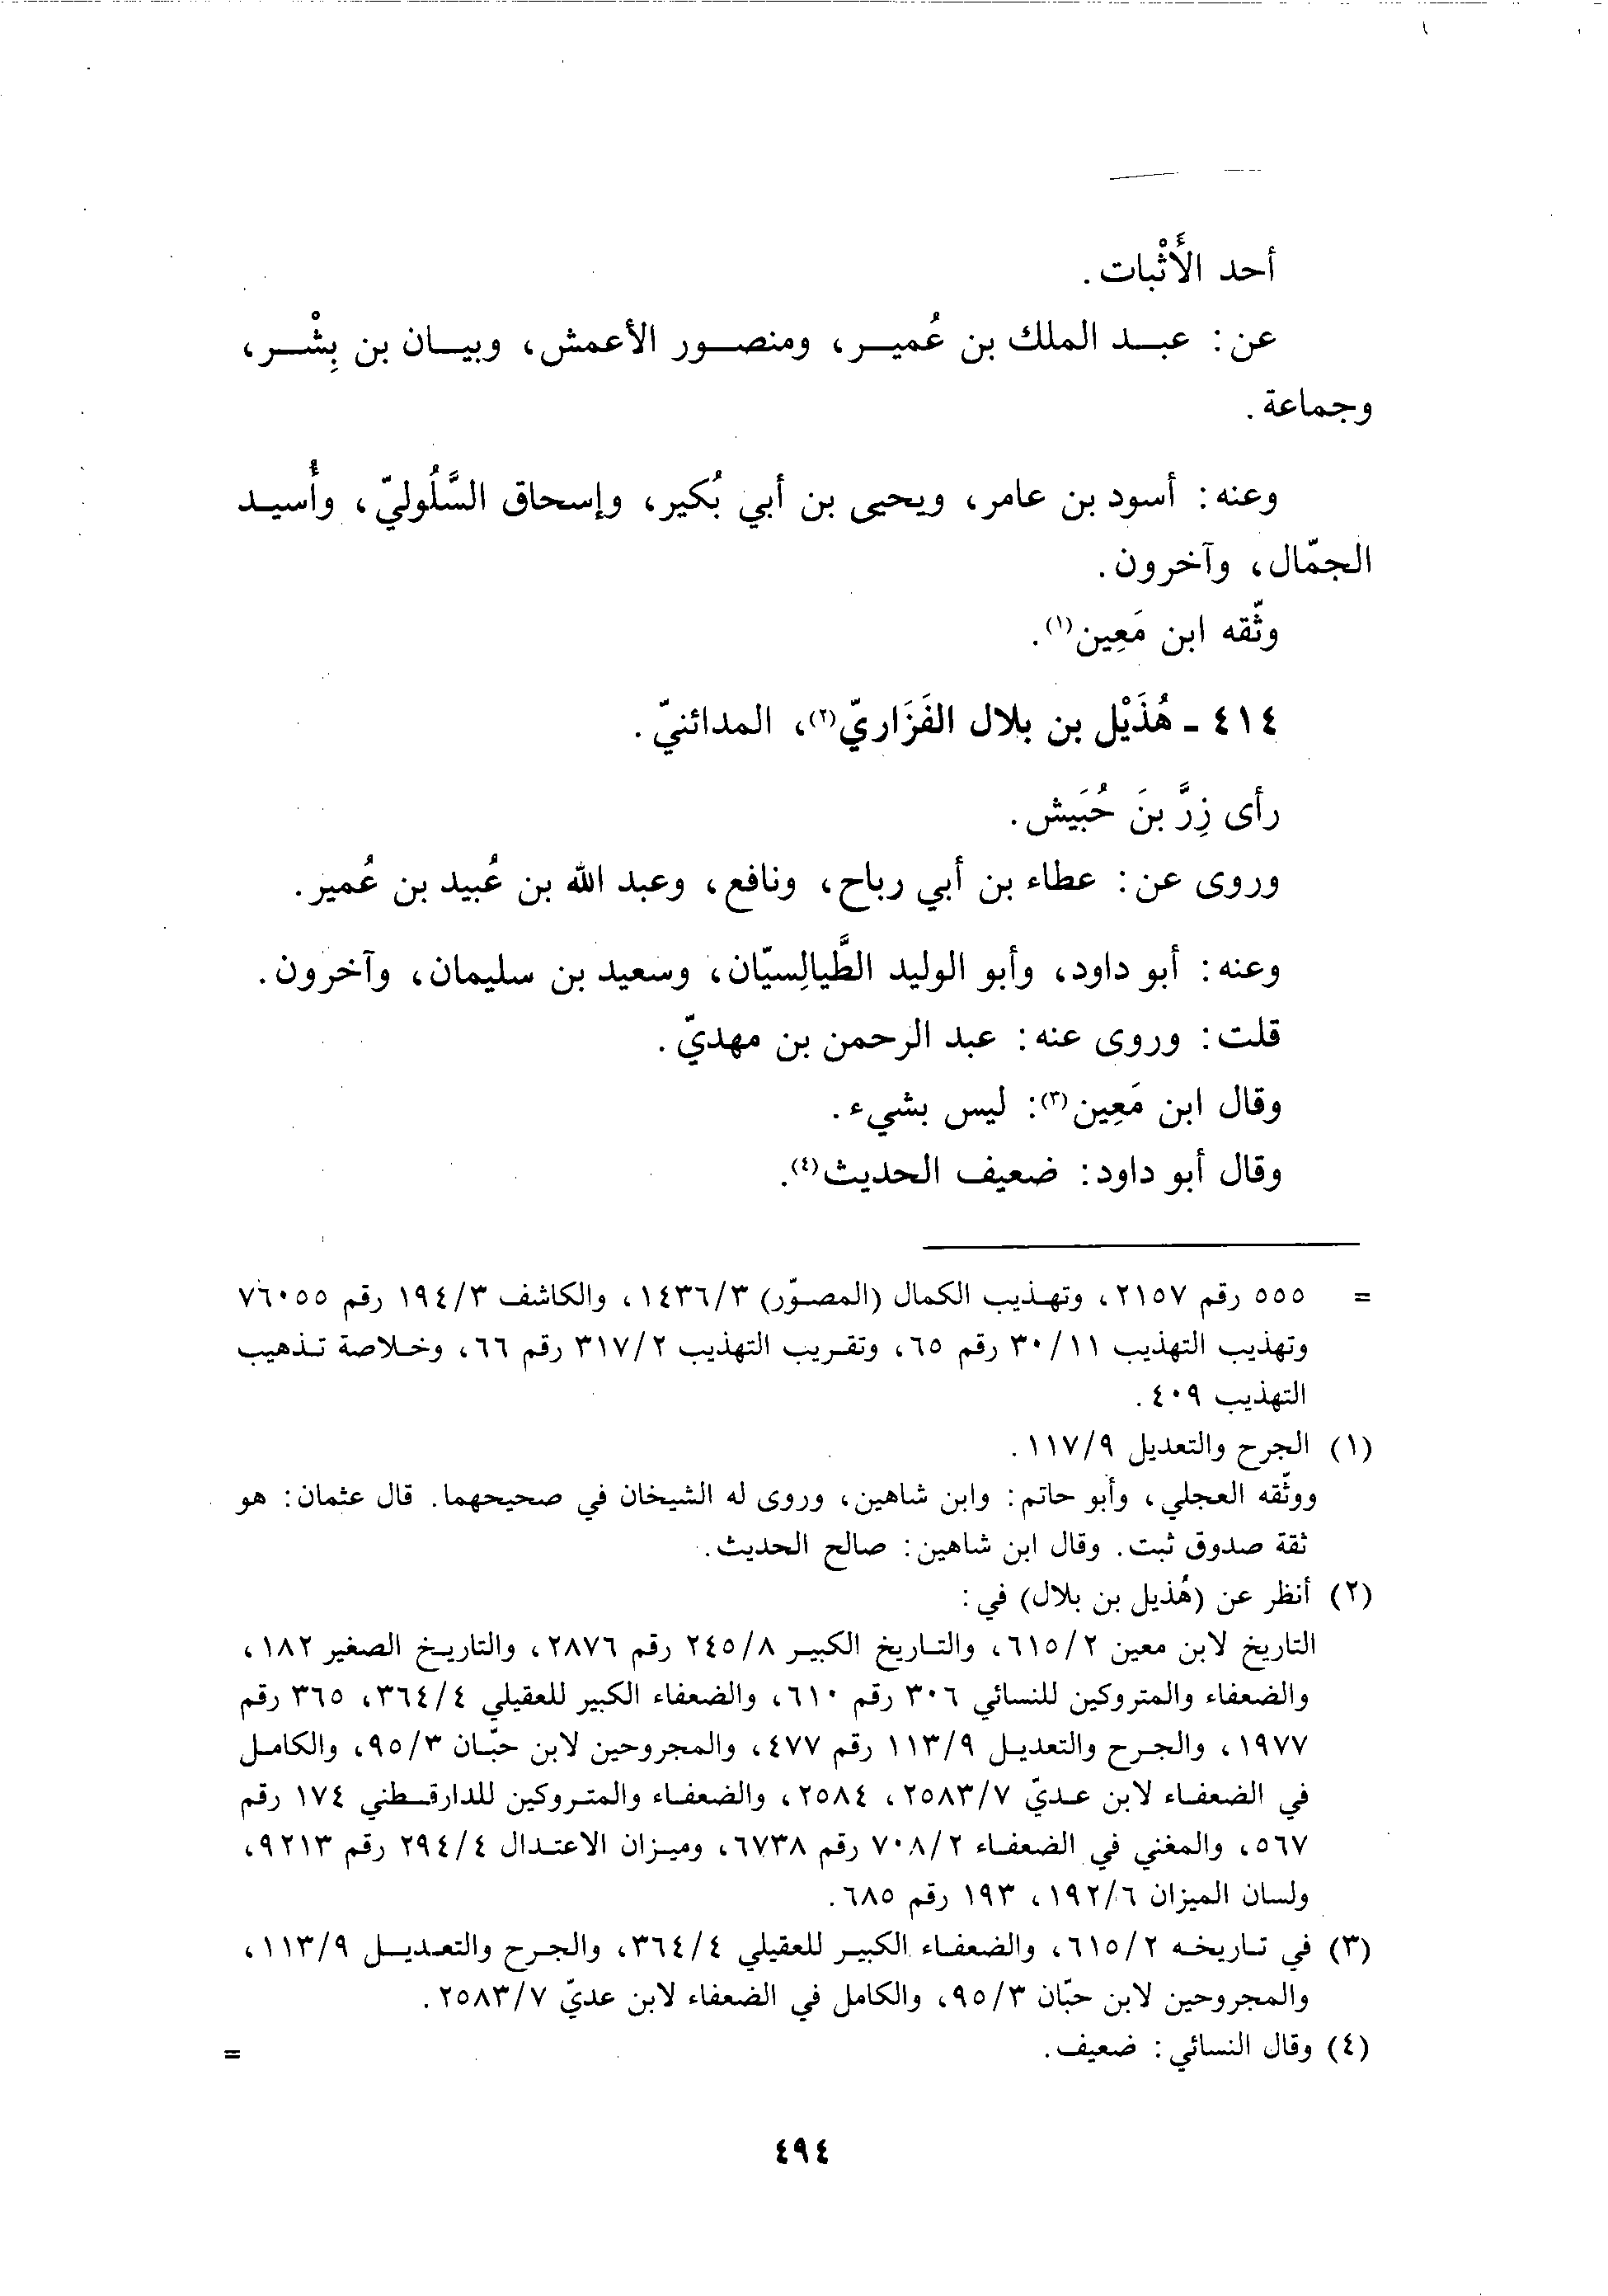 أحد الأَثْبات.
عن: عبد الملك بن عُمير، ومنصور الأعمش، وبيان بن بِشْر،
وجماعة.
وعنه: أسود بن عامر، ويحيى بن أبي بُكير، وإسحاق السَّلُوليّ، وأُسيد
الجمّال، وآخرون.
وثّقه ابن مَعِين(١).
٤١٤ - هُذَيْل بن بلال الفَزَاريّ(٢)، المدائنيّ.
رأى زِرَّ بنَ حُبَيش.
وروى عن: عطاء بن أبي رباح، ونافع، وعبد الله بن عُبيد بن عُمير.
وعنه: أبو داود، وأبو الوليد الطَّيالِسيّان، وسعيد بن سليمان، وآخرون.
قلت: وروى عنه: عبد الرحمن بن مهديّ.
وقال ابن مَعِين(٣): ليس بشيء.
وقال أبو داود: ضعيف الحديث(٤).
= ٥٥٥ رقم ٢١٥٧، وتهذيب الكمال (المصوّر) ١٤٣٦/٣، والكاشف ١٩٤/٣ رقم ٧٦٠٥٥
وتهذيب التهذيب ٣٠/١١ رقم ٦٥، وتقريب التهذيب ٣١٧/٢ رقم ٦٦، وخلاصة تذهيب
التهذيب ٤٠٩.
(١) الجرح والتعديل ١١٧/٩.
ووثّقه العجلي، وأبو حاتم: وابن شاهين، وروى له الشيخان في صحيحهما. قال عثمان: هو
ثقة صدوق ثبت. وقال ابن شاهين: صالح الحديث.
(٢) أنظر عن (هُذيل بن بلال) في:
التاريخ لابن معين ٦١٥/٢، والتاريخ الكبير ٢٤٥/٨ رقم ٢٨٧٦، والتاريخ الصغير ١٨٢،
والضعفاء والمتروكين للنسائي ٣٠٦ رقم ٦١٠، والضعفاء الكبير للعقيلي ٣٦٤/٤، ٣٦٥ رقم
١٩٧٧، والجرح والتعديل ١١٣/٩ رقم ٤٧٧، والمجروحين لابن حبّان ٩٥/٣، والكامل
في الضعفاء لابن عديّ ٢٥٨٣/٧، ٢٥٨٤، والضعفاء والمتروكين للدارقطني ١٧٤ رقم
٥٦٧، والمغني في الضعفاء ٧٠٨/٢ رقم ٦٧٣٨، وميزان الاعتدال ٢٩٤/٤ رقم ٩٢١٣،
ولسان الميزان ١٩٢/٦، ١٩٣ رقم ٦٨٥.
(٣) في تاريخه ٦١٥/٢، والضعفاء الكبير للعقيلي ٣٦٤/٤، والجرح والتعديل ١١٣/٩،
والمجروحين لابن حبّان ٩٥/٣، والكامل في الضعفاء لابن عديّ ٢٥٨٣/٧.
(٤) وقال النسائي: ضعيف. =
٤٩٤